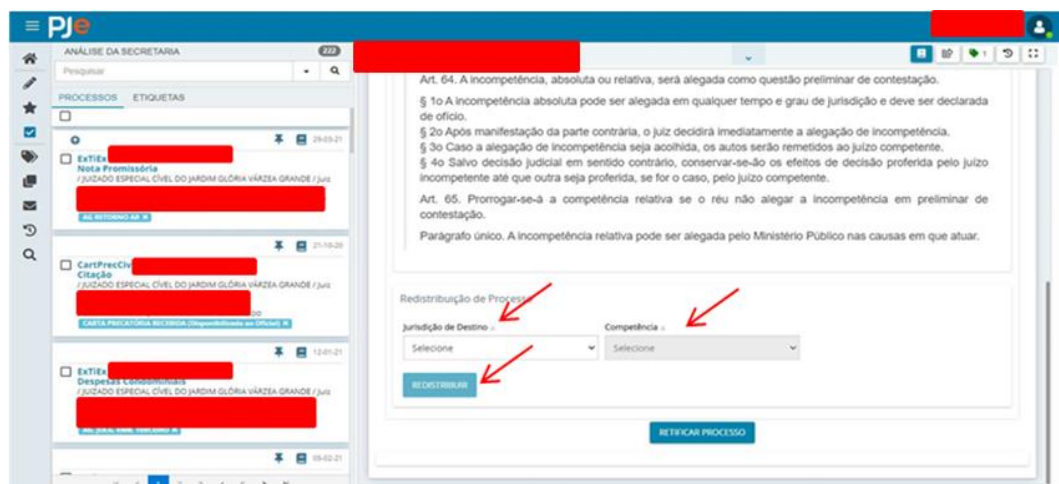 PJe
ANÁLISE DA SECRETARIA
222
Pesquisar
PROCESSOS ETIQUETAS
29-03-21
ExTiEx
Nota Promissória
/ JUIZADO ESPECIAL CÍVEL DO JARDIM GLÓRIA VÁRZEA GRANDE / Juiz
AG RETORNO AR
21-10-20
CartPrecCiv
Citação
/ JUIZADO ESPECIAL CÍVEL DO JARDIM GLÓRIA VÁRZEA GRANDE / Juiz
CARTA PRECATÓRIA RECEBIDA (Disponibilizada ao Oficial)
12-01-21
ExTiEx
Despesas Condominiais
/ JUIZADO ESPECIAL CÍVEL DO JARDIM GLÓRIA VÁRZEA GRANDE / Juiz
1
Art. 64. A incompetência, absoluta ou relativa, será alegada como questão preliminar de contestação.
§ 1o A incompetência absoluta pode ser alegada em qualquer tempo e grau de jurisdição e deve ser declarada
de ofício.
§ 2o Após manifestação da parte contrária, o juiz decidirá imediatamente a alegação de incompetência.
§ 3o Caso a alegação de incompetência seja acolhida, os autos serão remetidos ao juízo competente.
§ 4o Salvo decisão judicial em sentido contrário, conservar-se-ão os efeitos de decisão proferida pelo juízo
incompetente até que outra seja proferida, se for o caso, pelo juízo competente.
Art. 65. Prorrogar-se-á a competência relativa se o réu não alegar a incompetência em preliminar de
contestação.
Parágrafo único. A incompetência relativa pode ser alegada pelo Ministério Público nas causas em que atuar.
Redistribuição de Processo
Jurisdição de Destino Competência
Selecione Selecione
REDISTRIBUIR
RETIFICAR PROCESSO